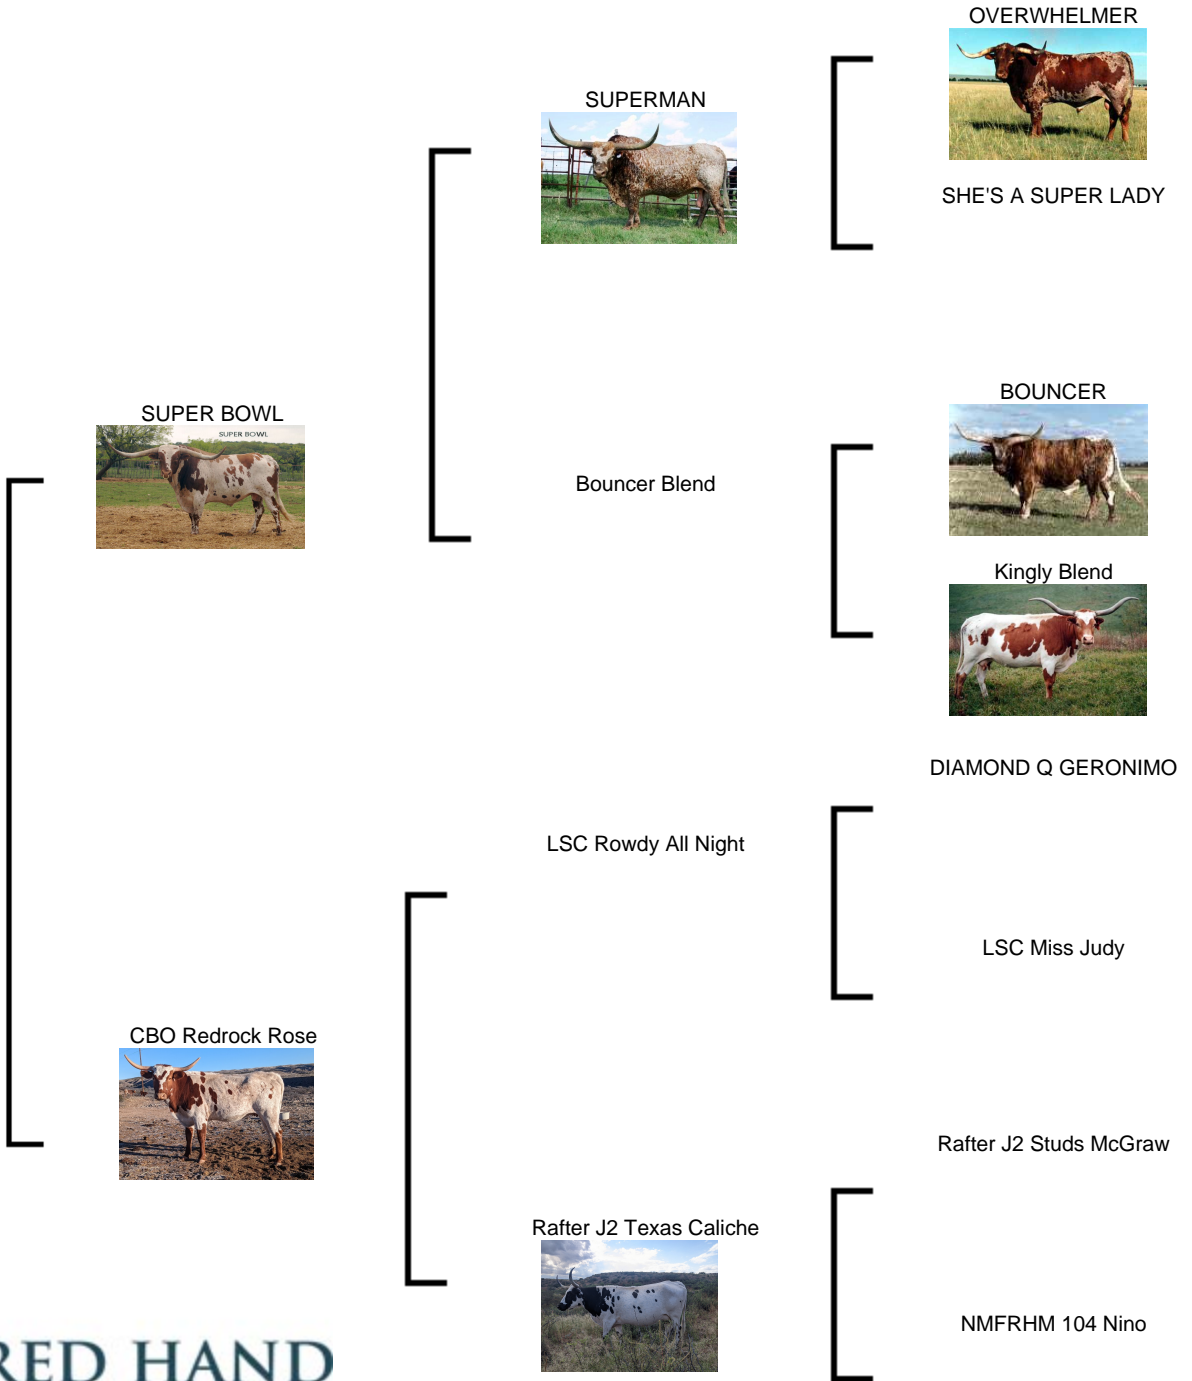 OVERWHELMER
SUPERMAN
SHE'S A SUPER LADY
BOUNCER
SUPER BOWL
SUPER BOWL
Bouncer Blend
Kingly Blend
DIAMOND Q GERONIMO
LSC Rowdy All Night
LSC Miss Judy
CBO Redrock Rose
Rafter J2 Studs McGraw
Rafter J2 Texas Caliche
NMFRHM 104 Nino
RED HAND